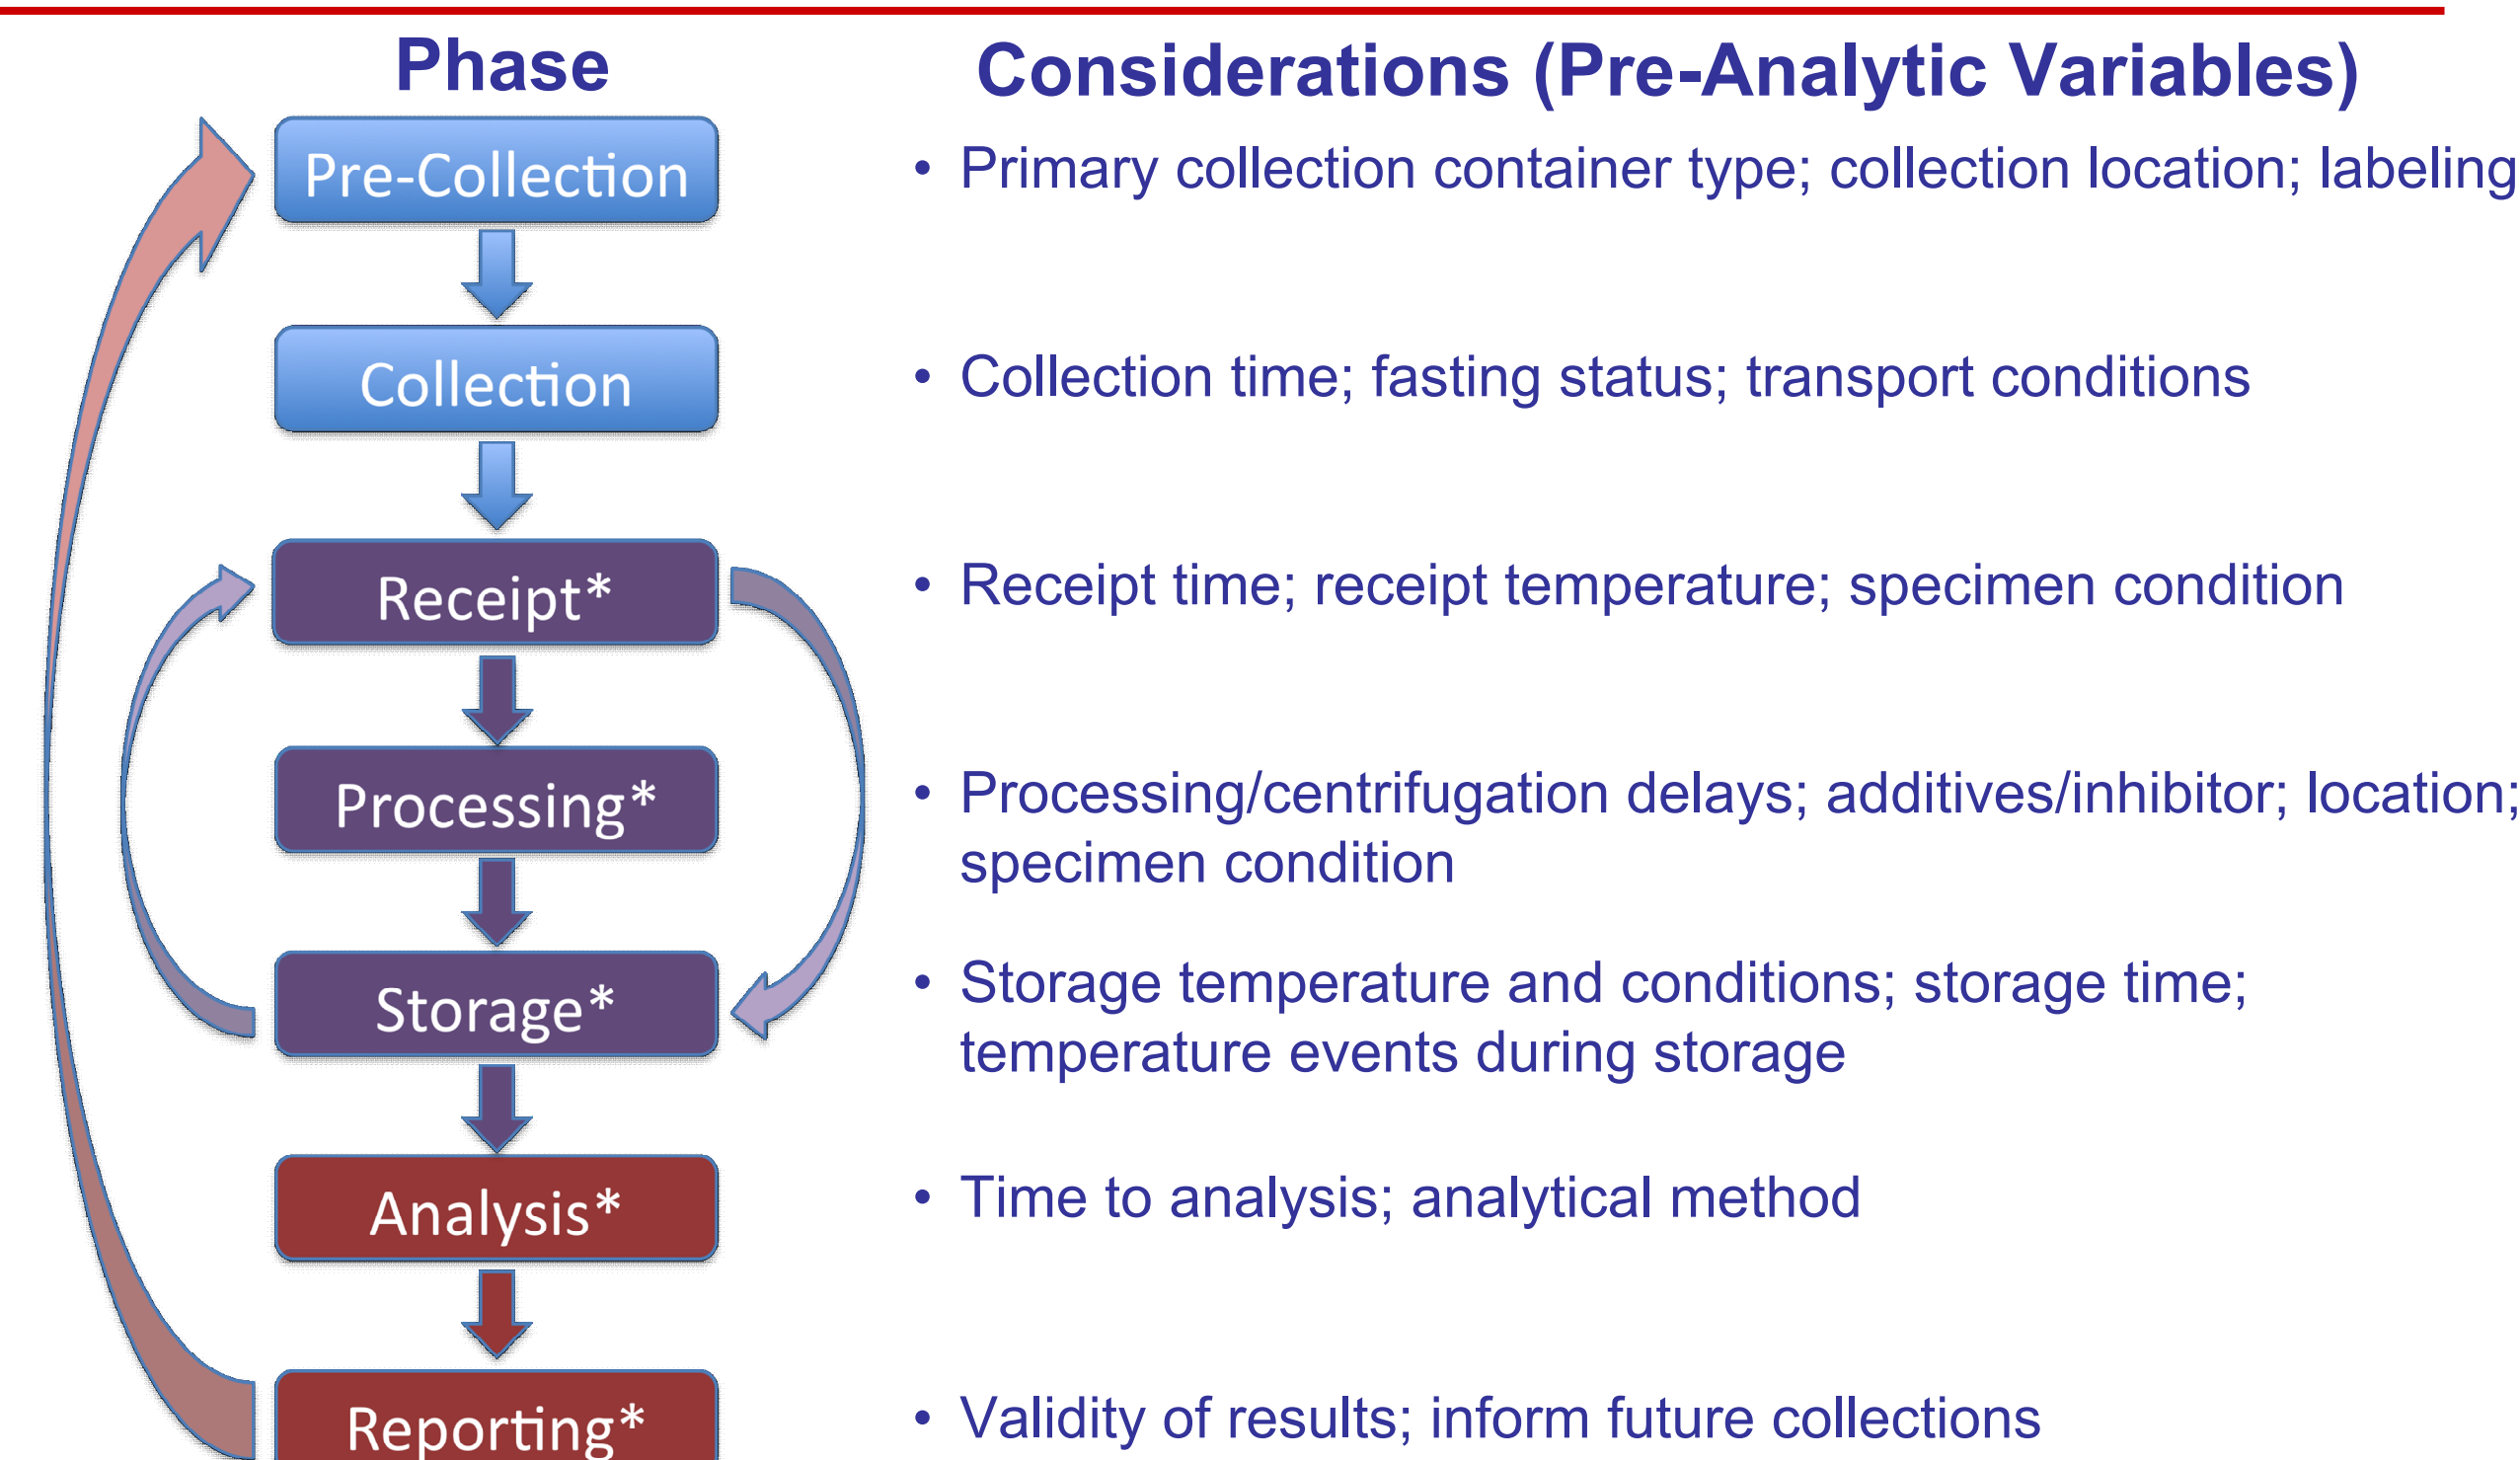 Phase
Considerations (Pre-Analytic Variables)
Pre-Collection
• Primary collection container type; collection location; labeling
Collection
• Collection time; fasting status; transport conditions
Receipt*
• Receipt time; receipt temperature; specimen condition
Processing*
• Processing/centrifugation delays; additives/inhibitor; location;
specimen condition
Storage*
• Storage temperature and conditions; storage time;
temperature events during storage
Analysis*
• Time to analysis; analytical method
Reporting*
• Validity of results; inform future collections